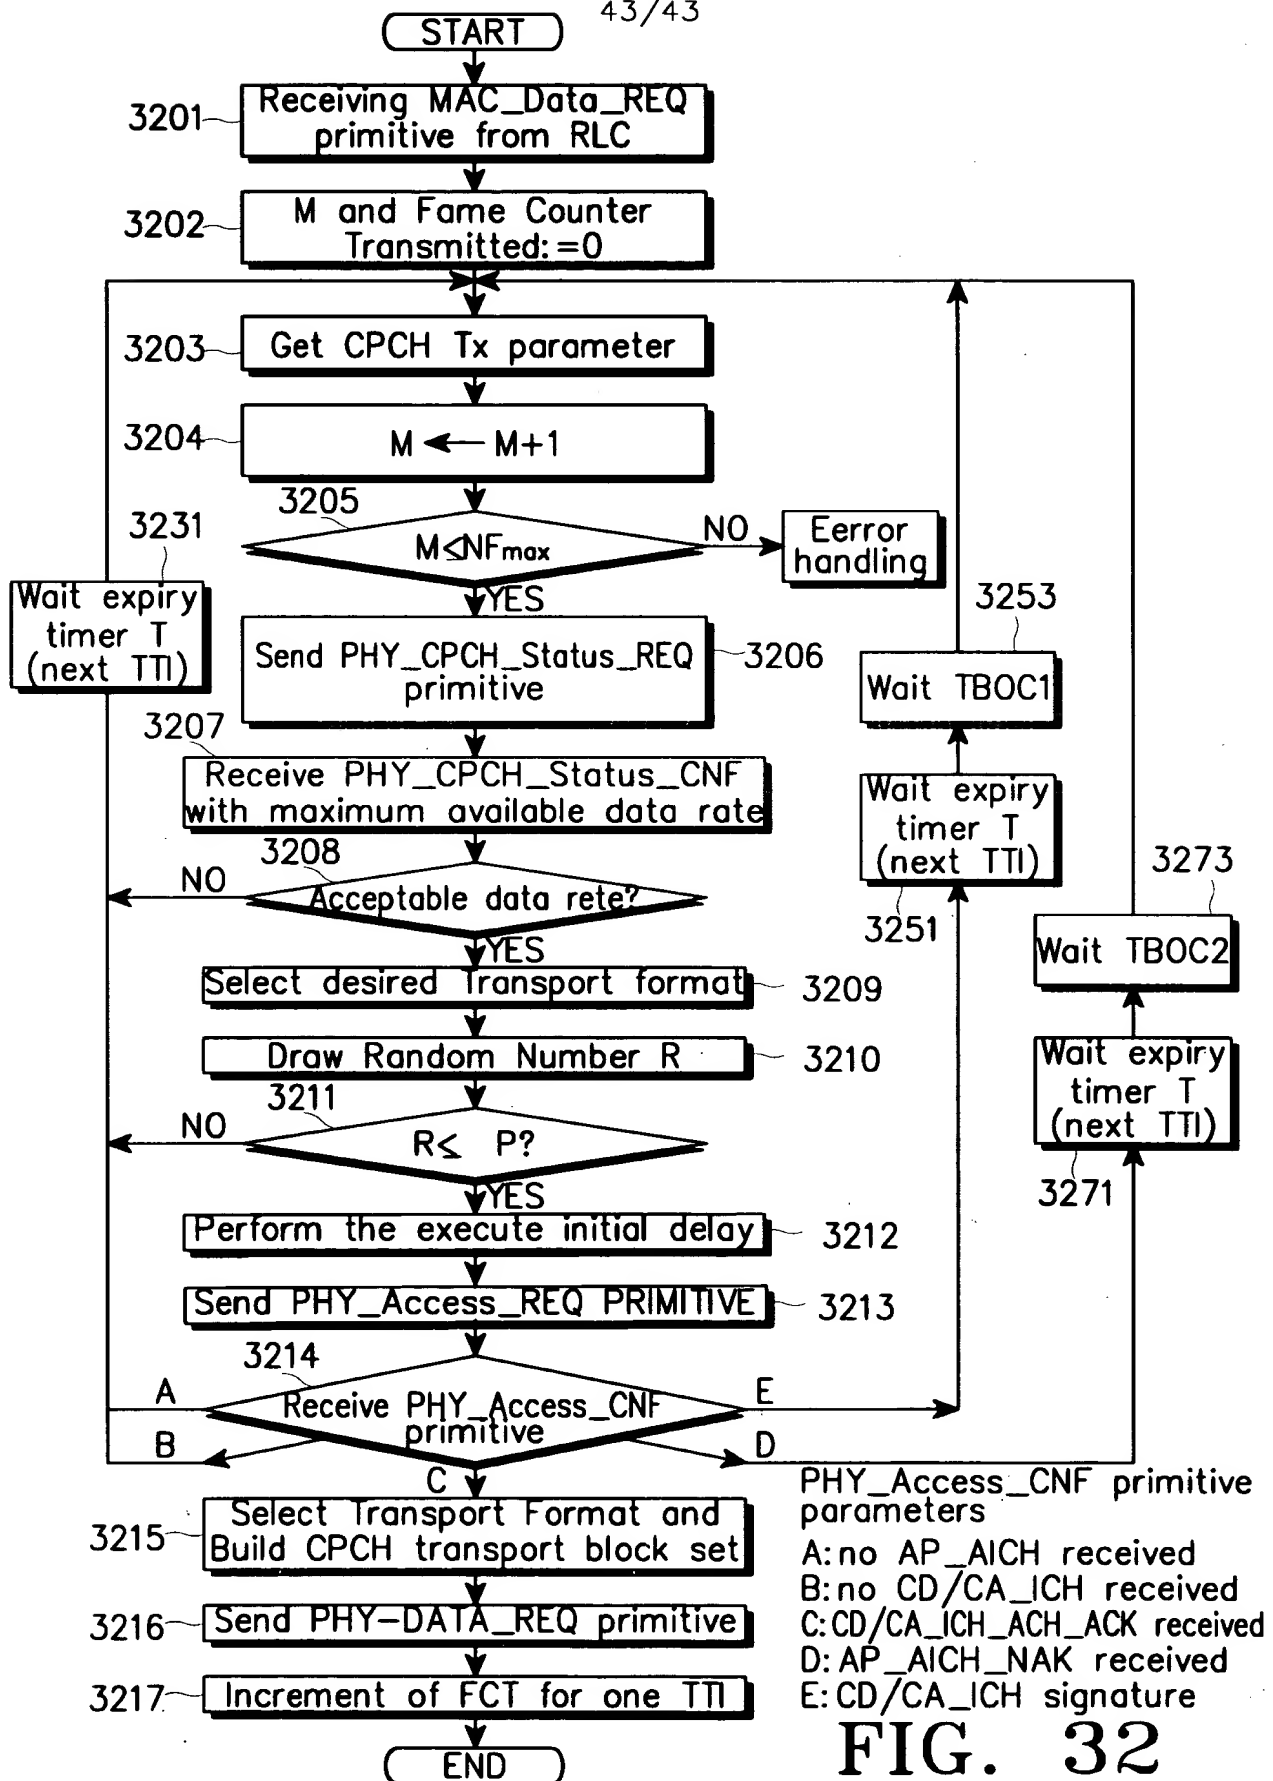 43/43
START
3201
Receiving MAC_Data_REQ
primitive from RLC
3202
M and Fame Counter
Transmitted:=0
3203
Get CPCH Tx parameter
3204
M ← M+1
3205
M≤NFmax
NO
Eerror
handling
YES
3231
Wait expiry
timer T
(next TTI)
Send PHY_CPCH_Status_REQ
primitive
3206
3253
Wait TBOC1
3207
Receive PHY_CPCH_Status_CNF
with maximum available data rate
Wait expiry
timer T
(next TTI)
3251
3208
NO
Acceptable data rete?
YES
3273
Wait TBOC2
Select desired Transport format
3209
Draw Random Number R
3210
Wait expiry
timer T
(next TTI)
3271
3211
NO
R≤ P?
YES
Perform the execute initial delay
3212
Send PHY_Access_REQ PRIMITIVE
3213
3214
A
Receive PHY_Access_CNF
primitive
E
B
D
C
3215
Select Transport Format and
Build CPCH transport block set
3216
Send PHY-DATA_REQ primitive
3217
Increment of FCT for one TTI
END
PHY_Access_CNF primitive
parameters
A: no AP_AICH received
B: no CD/CA_ICH received
C: CD/CA_ICH_ACH_ACK received
D: AP_AICH_NAK received
E: CD/CA_ICH signature
FIG. 32